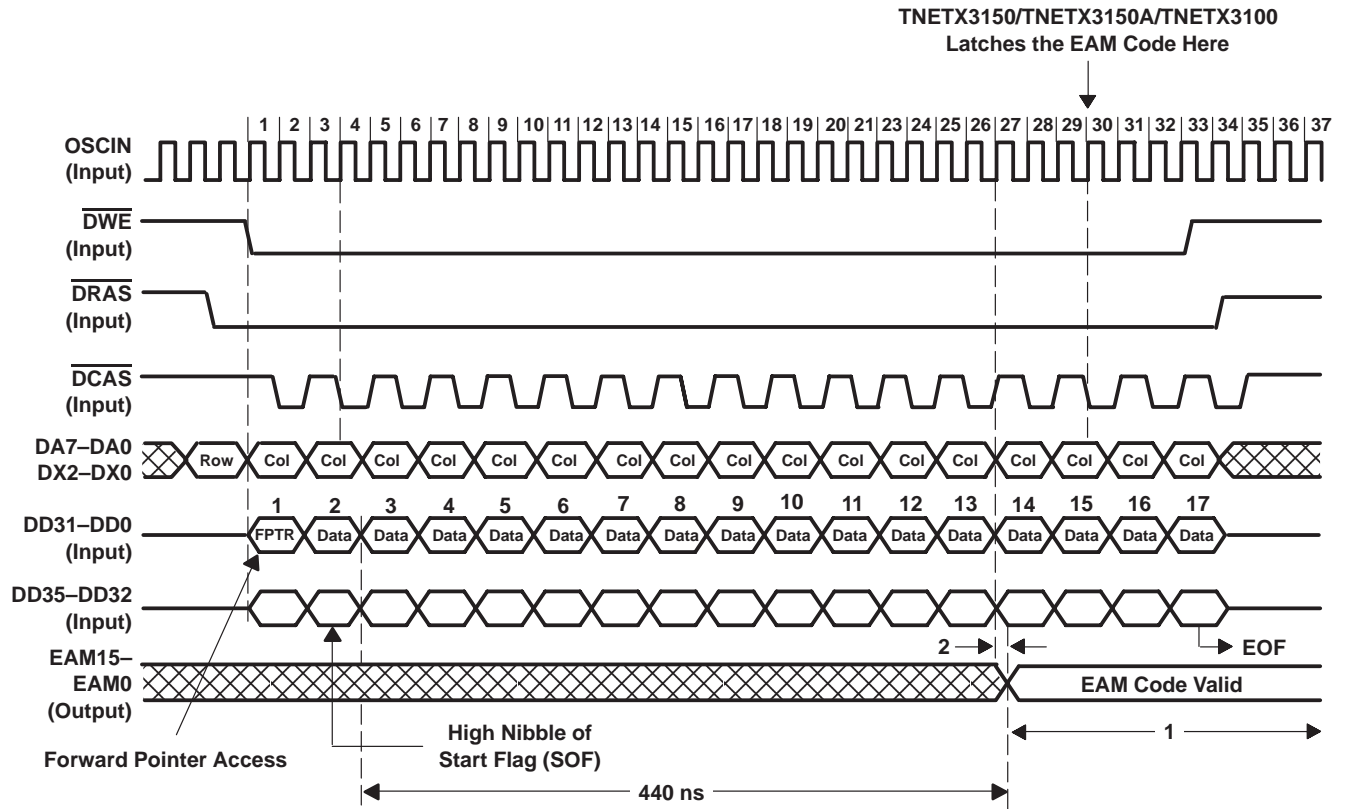 TNETX3150/TNETX3150A/TNETX3100
Latches the EAM Code Here
1 2 3 4 5 6 7 8 9 10 11 12 13 14 15 16 17 18 19 20 21 23 24 25 26 27 28 29 30 31 32 33 34 35 36 37
OSCIN
(Input)
DWE
(Input)
DRAS
(Input)
DCAS
(Input)
DA7–DA0
DX2–DX0
Row Col Col Col Col Col Col Col Col Col Col Col Col Col Col Col Col Col
1 2 3 4 5 6 7 8 9 10 11 12 13 14 15 16 17
DD31–DD0
(Input)
FPTR Data Data Data Data Data Data Data Data Data Data Data Data Data Data Data Data
DD35–DD32
(Input)
2
EOF
EAM15–
EAM0
(Output)
EAM Code Valid
1
Forward Pointer Access
High Nibble of
Start Flag (SOF)
440 ns